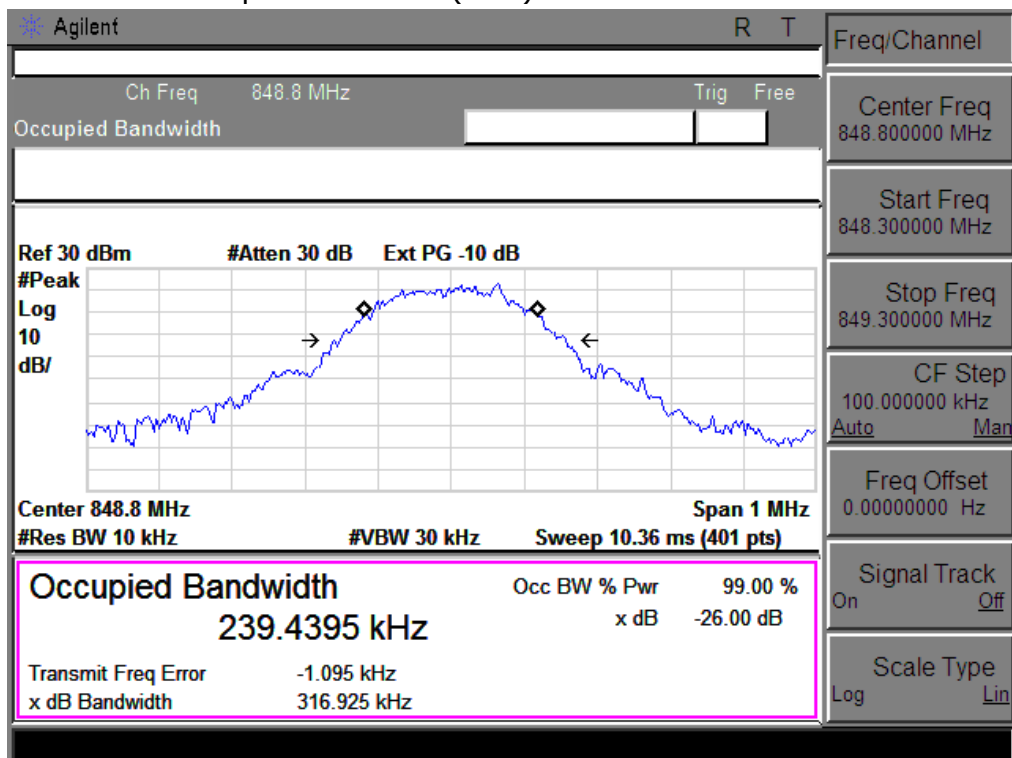 Agilent
R T
Ch Freq 848.8 MHz
Trig Free
Occupied Bandwidth
Ref 30 dBm #Atten 30 dB Ext PG -10 dB
#Peak
Log
10
dB/
Center 848.8 MHz
Span 1 MHz
#Res BW 10 kHz
#VBW 30 kHz
Sweep 10.36 ms (401 pts)
Occupied Bandwidth
239.4395 kHz
Occ BW % Pwr 99.00 %
x dB -26.00 dB
Transmit Freq Error -1.095 kHz
x dB Bandwidth 316.925 kHz
Freq/Channel
Center Freq
848.800000 MHz
Start Freq
848.300000 MHz
Stop Freq
849.300000 MHz
CF Step
100.000000 kHz
Auto Man
Freq Offset
0.00000000 Hz
Signal Track
On Off
Scale Type
Log Lin